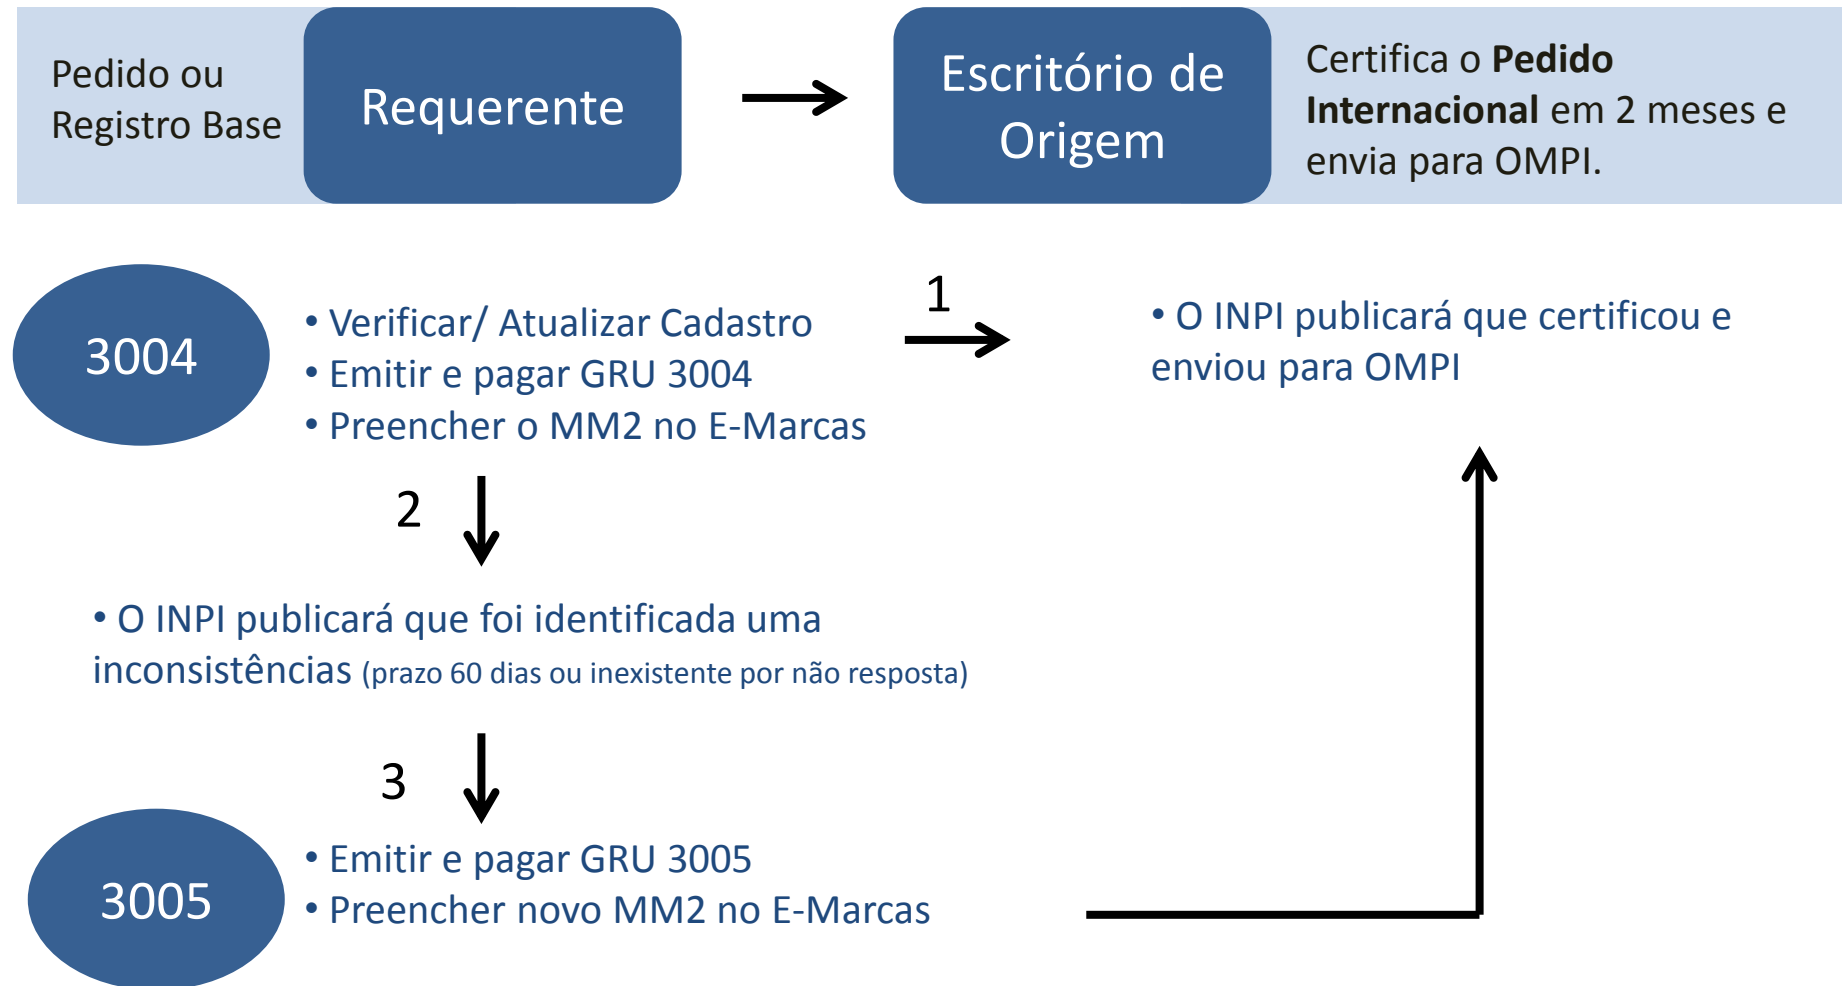 Pedido ou
Registro Base
Requerente
Escritório de
Origem
Certifica o Pedido
Internacional em 2 meses e
envia para OMPI.
3004
• Verificar/ Atualizar Cadastro
• Emitir e pagar GRU 3004
• Preencher o MM2 no E-Marcas
1
• O INPI publicará que certificou e
enviou para OMPI
2
• O INPI publicará que foi identificada uma
inconsistências (prazo 60 dias ou inexistente por não resposta)
3
3005
• Emitir e pagar GRU 3005
• Preencher novo MM2 no E-Marcas